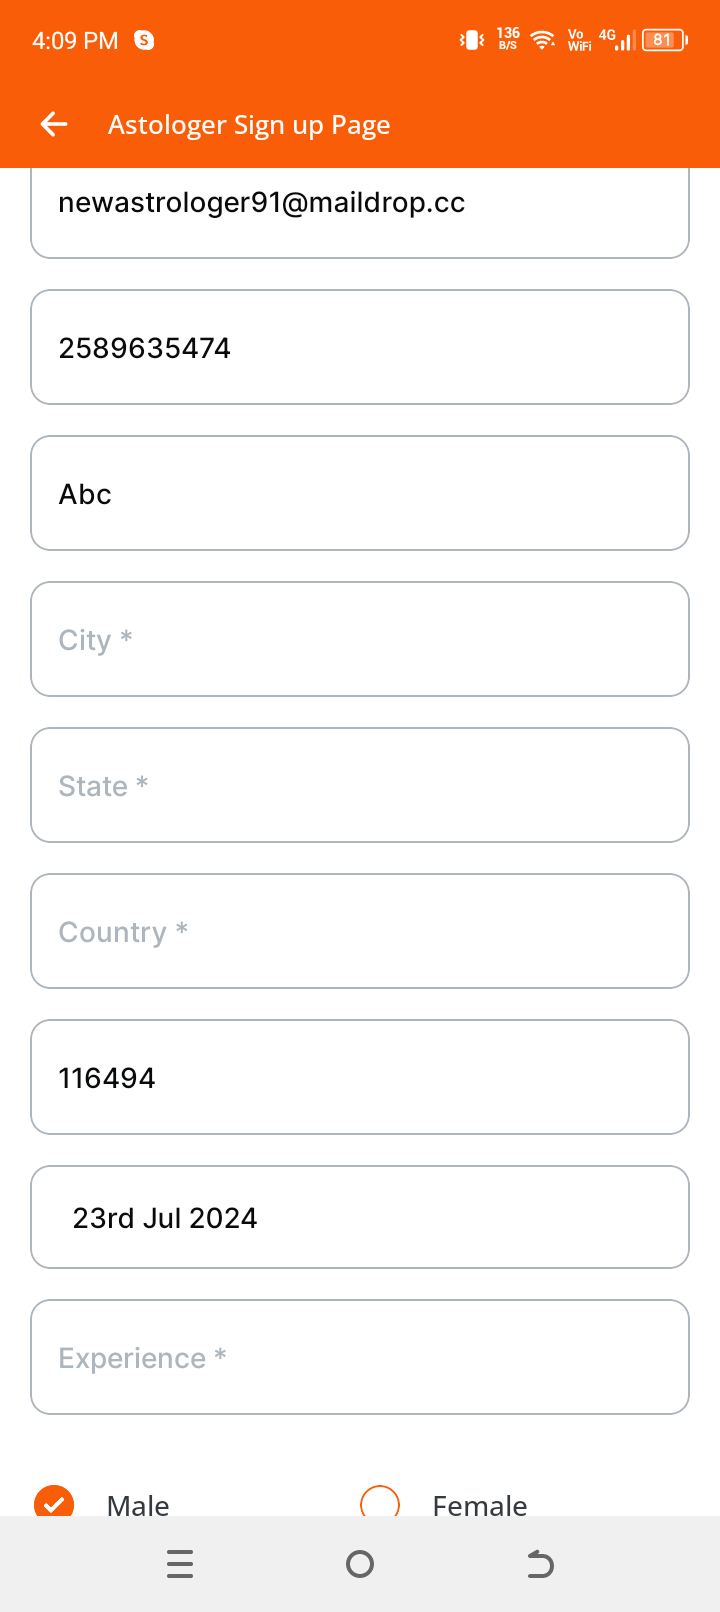 4:09 PM S 136 B/S Vo WiFi 4G 81
Astologer Sign up Page
newastrologer91@maildrop.cc
2589635474
Abc
City *
State *
Country *
116494
23rd Jul 2024
Experience *
Male Female